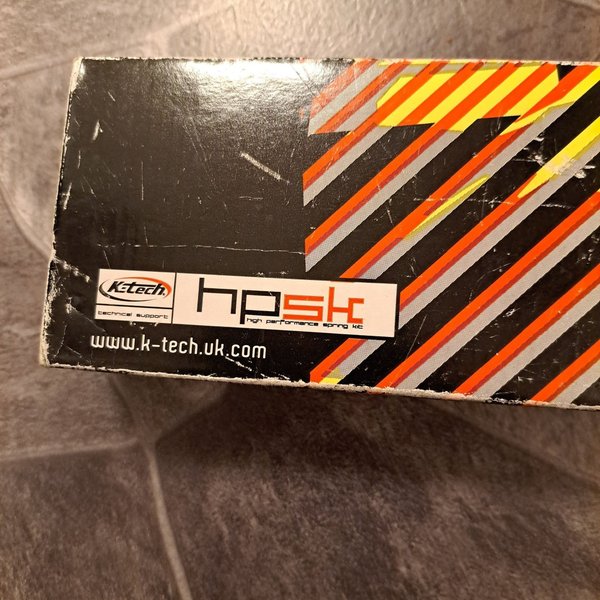 K-tech
technical support
hpsk
high performance spring kit
www.k-tech.uk.com